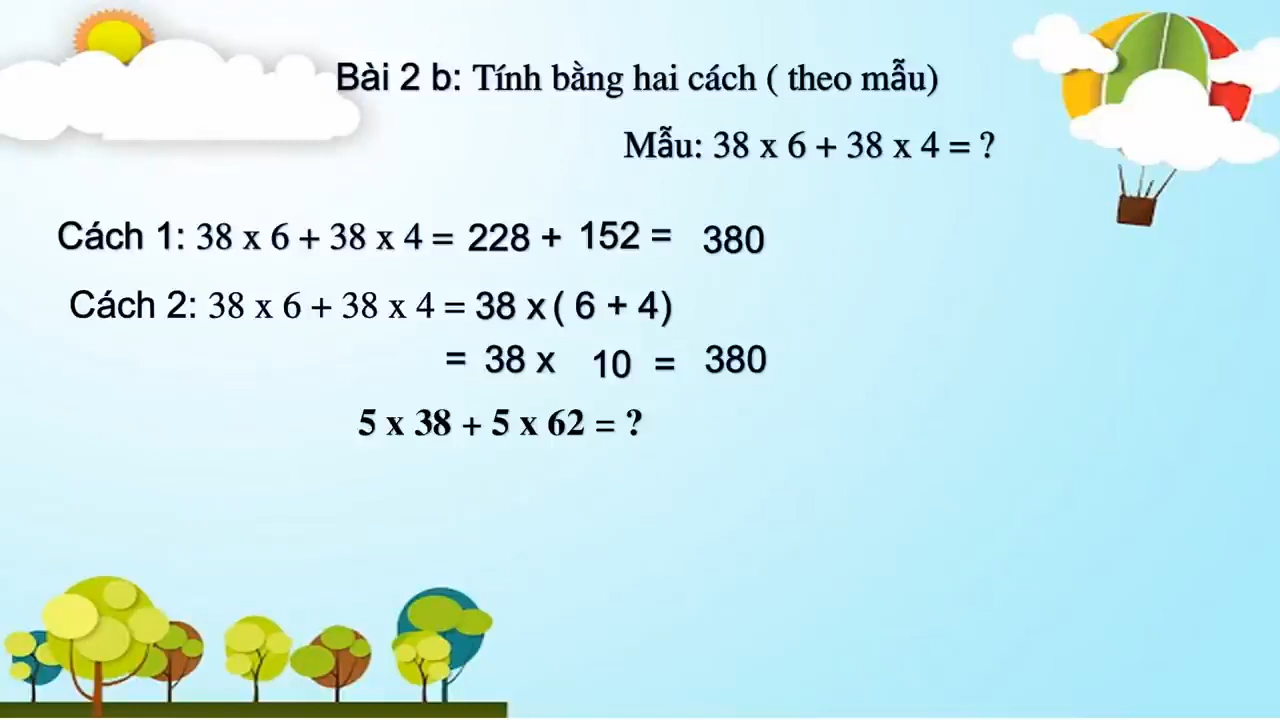 Bài 2 b: Tính bằng hai cách ( theo mẫu)
Mẫu: 38 x 6 + 38 x 4 = ?
Cách 1: 38 x 6 + 38 x 4 = 228 + 152 = 380
Cách 2: 38 x 6 + 38 x 4 = 38 x ( 6 + 4)
= 38 x 10 = 380
5 x 38 + 5 x 62 = ?